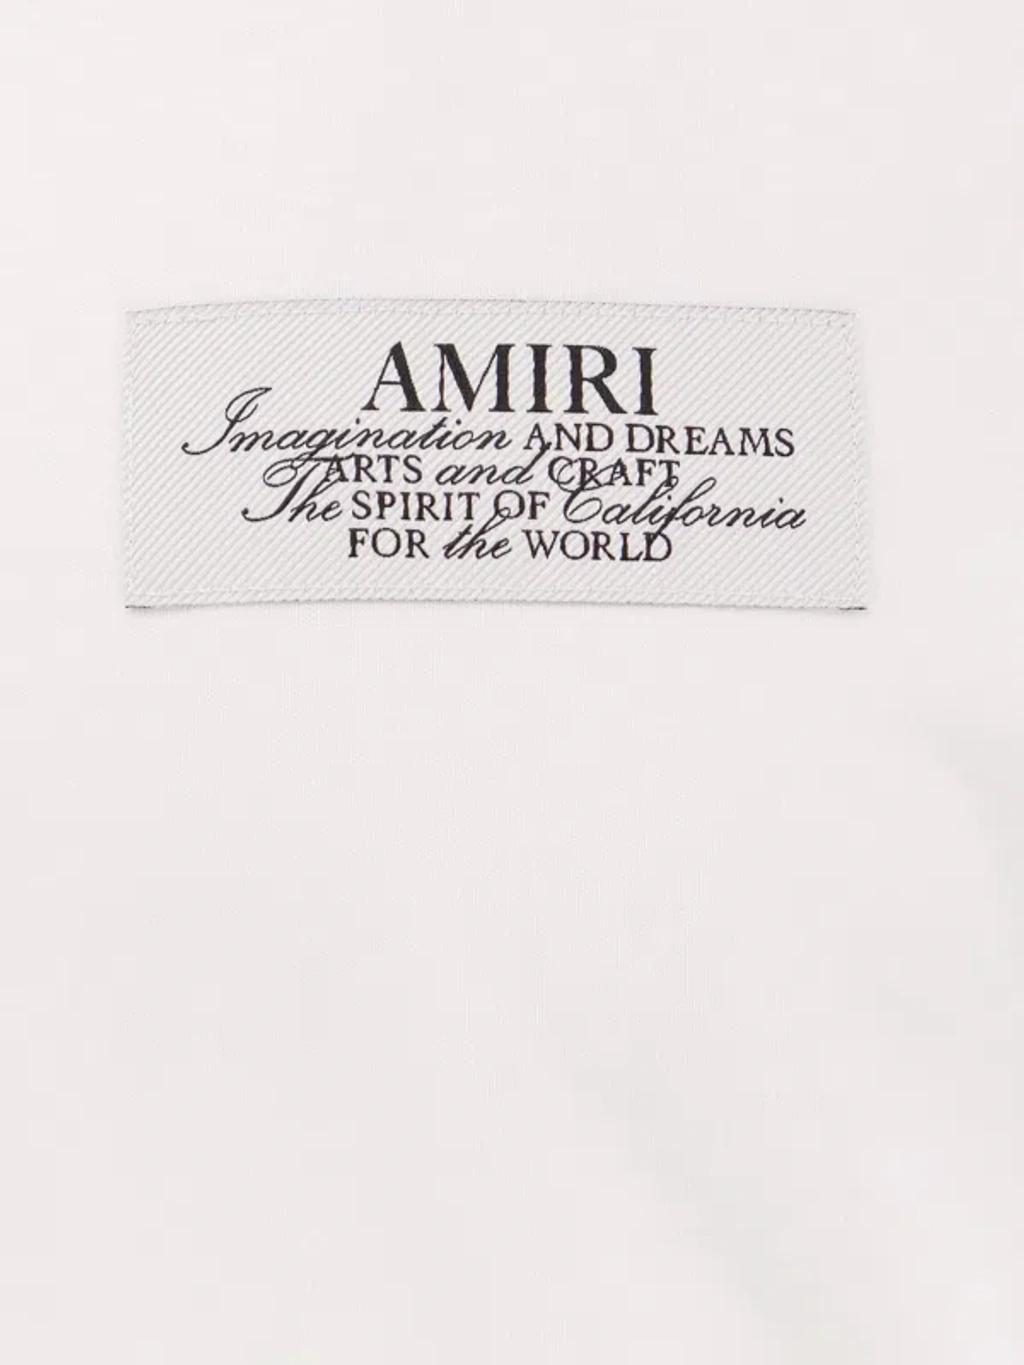 AMIRI
Imagination AND DREAMS
ARTS and CRAFT
The SPIRIT OF California
FOR the WORLD